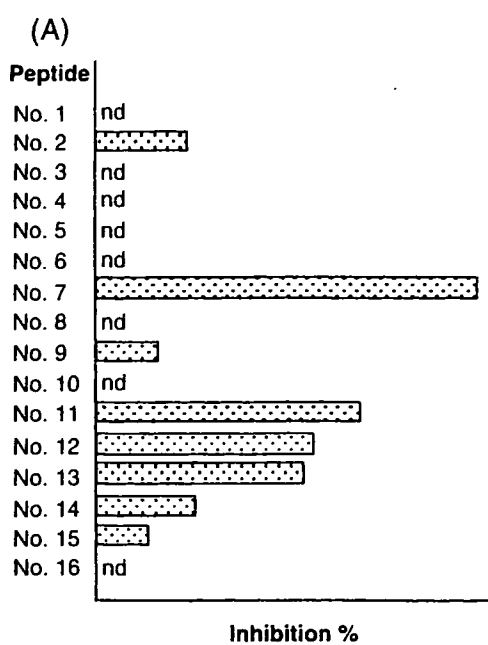 (A)
Peptide
No. 1 nd
No. 2
No. 3 nd
No. 4 nd
No. 5 nd
No. 6 nd
No. 7
No. 8 nd
No. 9
No. 10 nd
No. 11
No. 12
No. 13
No. 14
No. 15
No. 16 nd
Inhibition %